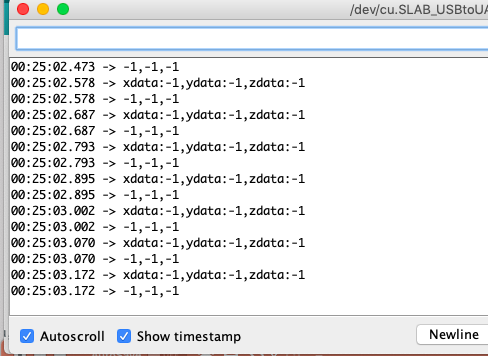 /dev/cu.SLAB_USBtoUA
00:25:02.473 -> -1,-1,-1
00:25:02.578 -> xdata:-1,ydata:-1,zdata:-1
00:25:02.578 -> -1,-1,-1
00:25:02.687 -> xdata:-1,ydata:-1,zdata:-1
00:25:02.687 -> -1,-1,-1
00:25:02.793 -> xdata:-1,ydata:-1,zdata:-1
00:25:02.793 -> -1,-1,-1
00:25:02.895 -> xdata:-1,ydata:-1,zdata:-1
00:25:02.895 -> -1,-1,-1
00:25:03.002 -> xdata:-1,ydata:-1,zdata:-1
00:25:03.002 -> -1,-1,-1
00:25:03.070 -> xdata:-1,ydata:-1,zdata:-1
00:25:03.070 -> -1,-1,-1
00:25:03.172 -> xdata:-1,ydata:-1,zdata:-1
00:25:03.172 -> -1,-1,-1
Autoscroll Show timestamp Newline